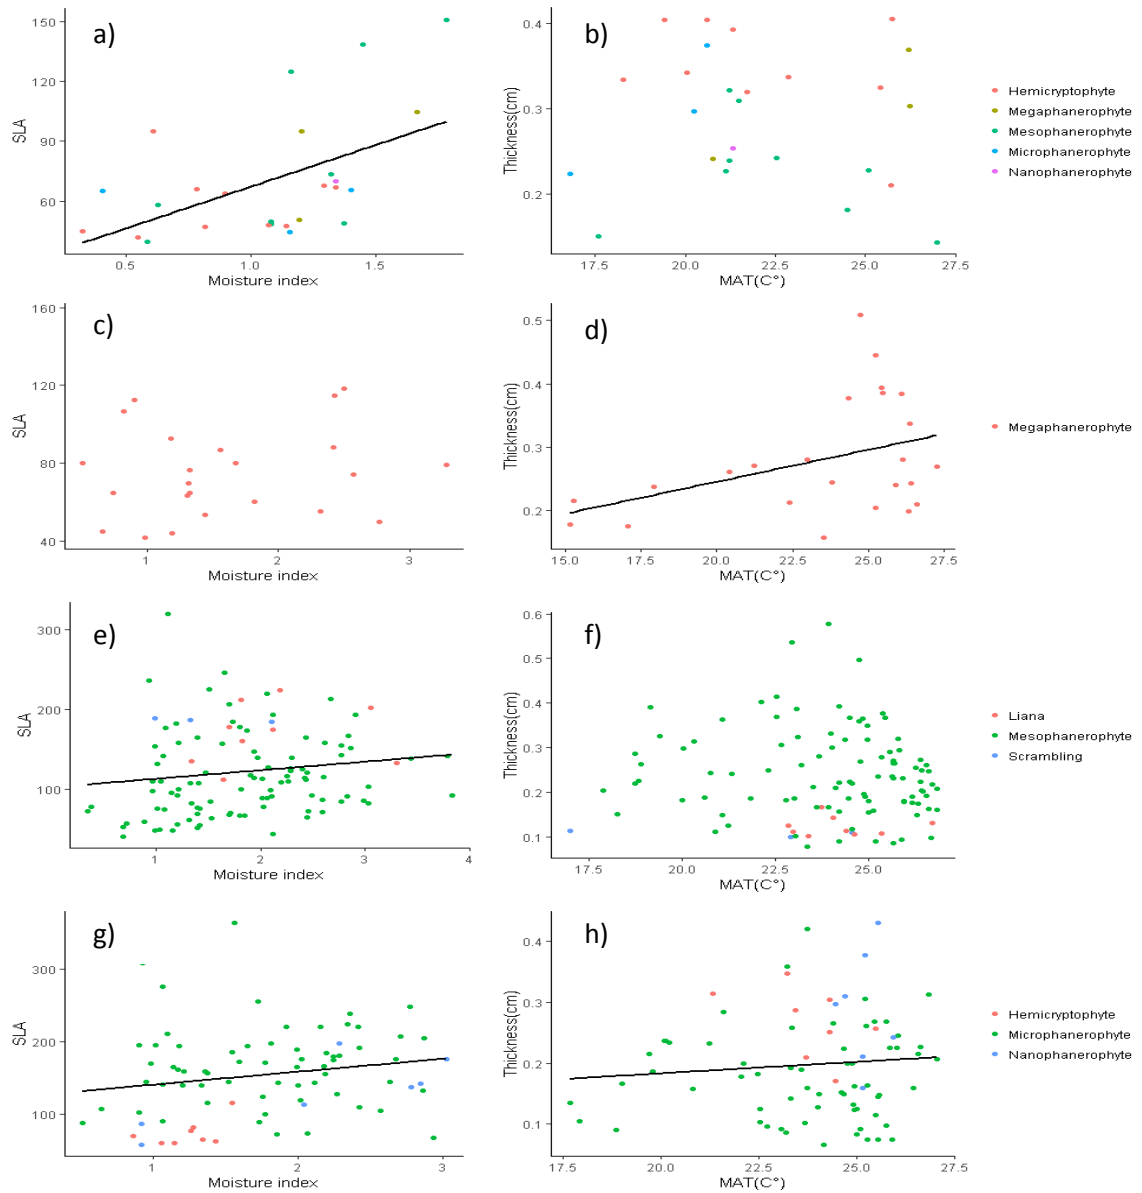 a)
150
120
90
60
SLA
0.5 1.0 1.5
Moisture index
b)
0.4
0.3
0.2
Thickness(cm)
17.5 20.0 22.5 25.0 27.5
MAT(C°)
Hemicryptophyte
Megaphanerophyte
Mesophanerophyte
Microphanerophyte
Nanophanerophyte
c)
160
120
80
40
SLA
1 2 3
Moisture index
d)
0.5
0.4
0.3
0.2
Thickness(cm)
15.0 17.5 20.0 22.5 25.0 27.5
MAT(C°)
Megaphanerophyte
e)
300
200
100
SLA
1 2 3 4
Moisture index
f)
0.6
0.5
0.4
0.3
0.2
0.1
Thickness(cm)
17.5 20.0 22.5 25.0
MAT(C°)
Liana
Mesophanerophyte
Scrambling
g)
300
200
100
SLA
1 2 3
Moisture index
h)
0.4
0.3
0.2
0.1
Thickness(cm)
17.5 20.0 22.5 25.0 27.5
MAT(C°)
Hemicryptophyte
Microphanerophyte
Nanophanerophyte